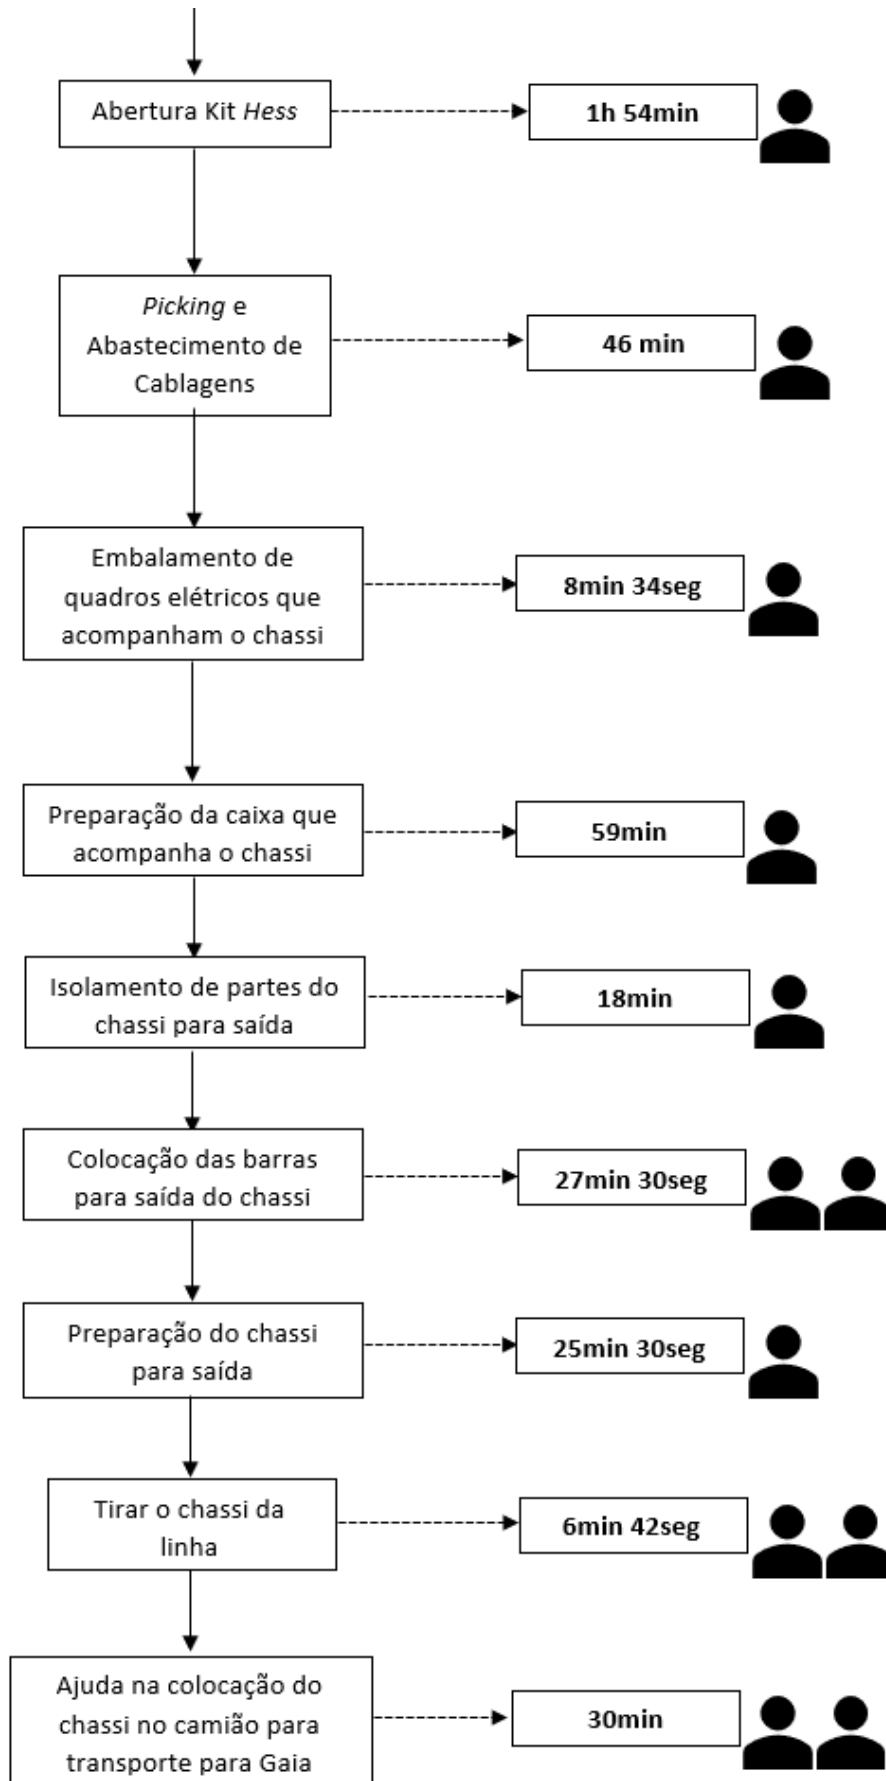 Abertura Kit Hess
1h 54min
Picking e
Abastecimento de
Cablagens
46 min
Embalamento de
quadros elétricos que
acompanham o chassi
8min 34seg
Preparação da caixa que
acompanha o chassi
59min
Isolamento de partes do
chassi para saída
18min
Colocação das barras
para saída do chassi
27min 30seg
Preparação do chassi
para saída
25min 30seg
Tirar o chassi da
linha
6min 42seg
Ajuda na colocação do
chassi no camião para
transporte para Gaia
30min